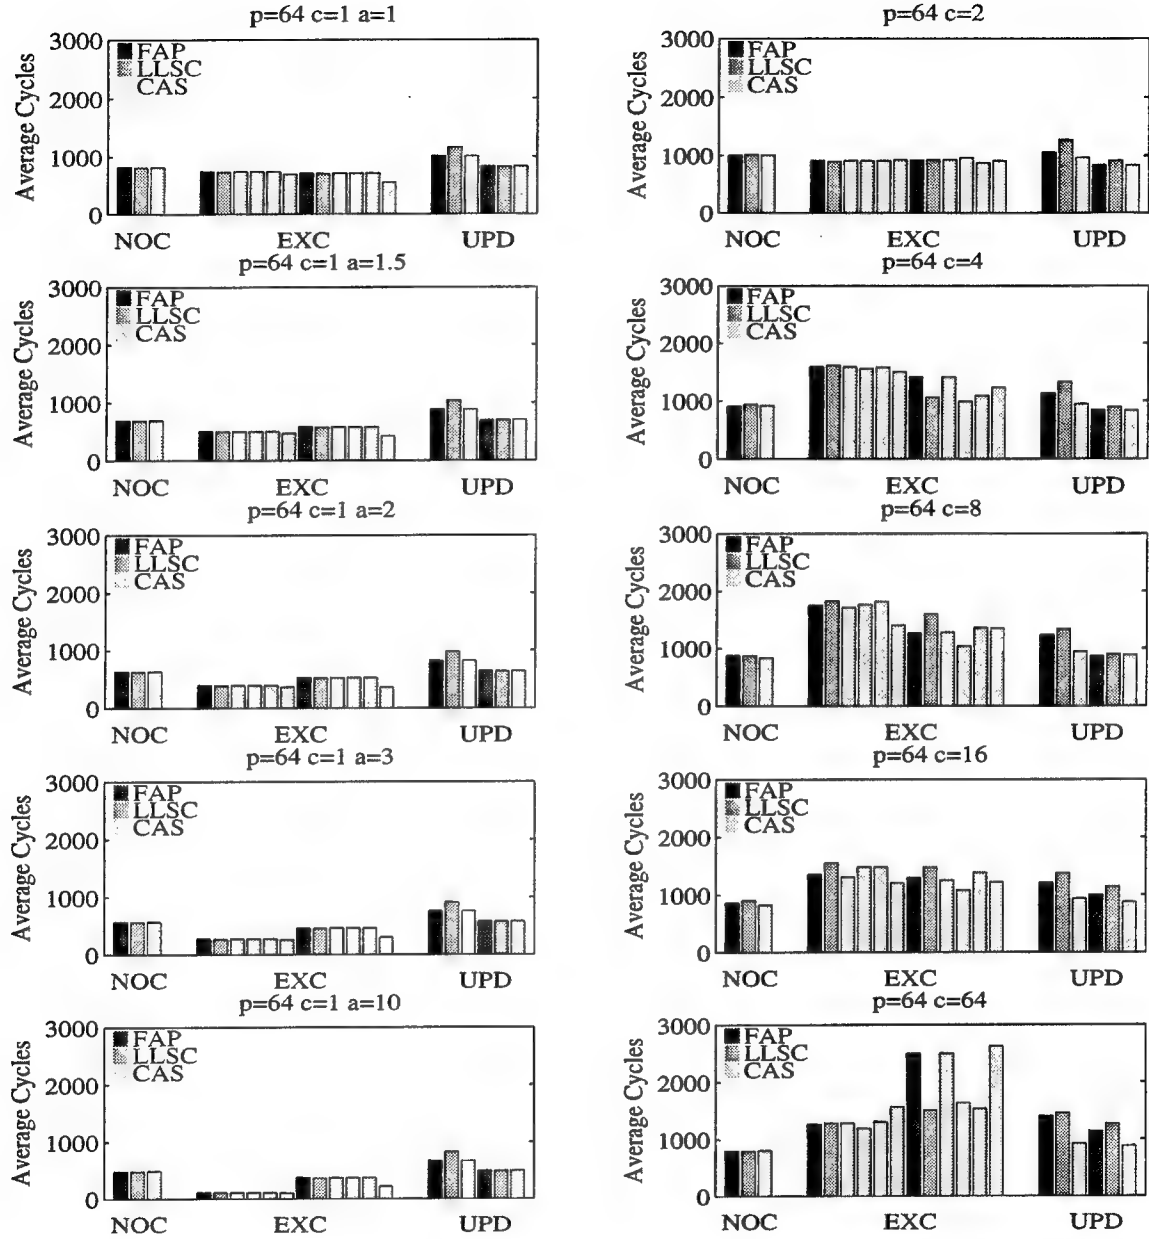 p=64 c=1 a=1
Average Cycles
3000
2000
1000
0
FAP
LLSC
CAS
NOC EXC UPD
p=64 c=1 a=1.5
Average Cycles
3000
2000
1000
0
FAP
LLSC
CAS
NOC EXC UPD
p=64 c=1 a=2
Average Cycles
3000
2000
1000
0
FAP
LLSC
CAS
NOC EXC UPD
p=64 c=1 a=3
Average Cycles
3000
2000
1000
0
FAP
LLSC
CAS
NOC EXC UPD
p=64 c=1 a=10
Average Cycles
3000
2000
1000
0
FAP
LLSC
CAS
NOC EXC UPD
p=64 c=2
Average Cycles
3000
2000
1000
0
FAP
LLSC
CAS
NOC EXC UPD
p=64 c=4
Average Cycles
3000
2000
1000
0
FAP
LLSC
CAS
NOC EXC UPD
p=64 c=8
Average Cycles
3000
2000
1000
0
FAP
LLSC
CAS
NOC EXC UPD
p=64 c=16
Average Cycles
3000
2000
1000
0
FAP
LLSC
CAS
NOC EXC UPD
p=64 c=64
Average Cycles
3000
2000
1000
0
FAP
LLSC
CAS
NOC EXC UPD